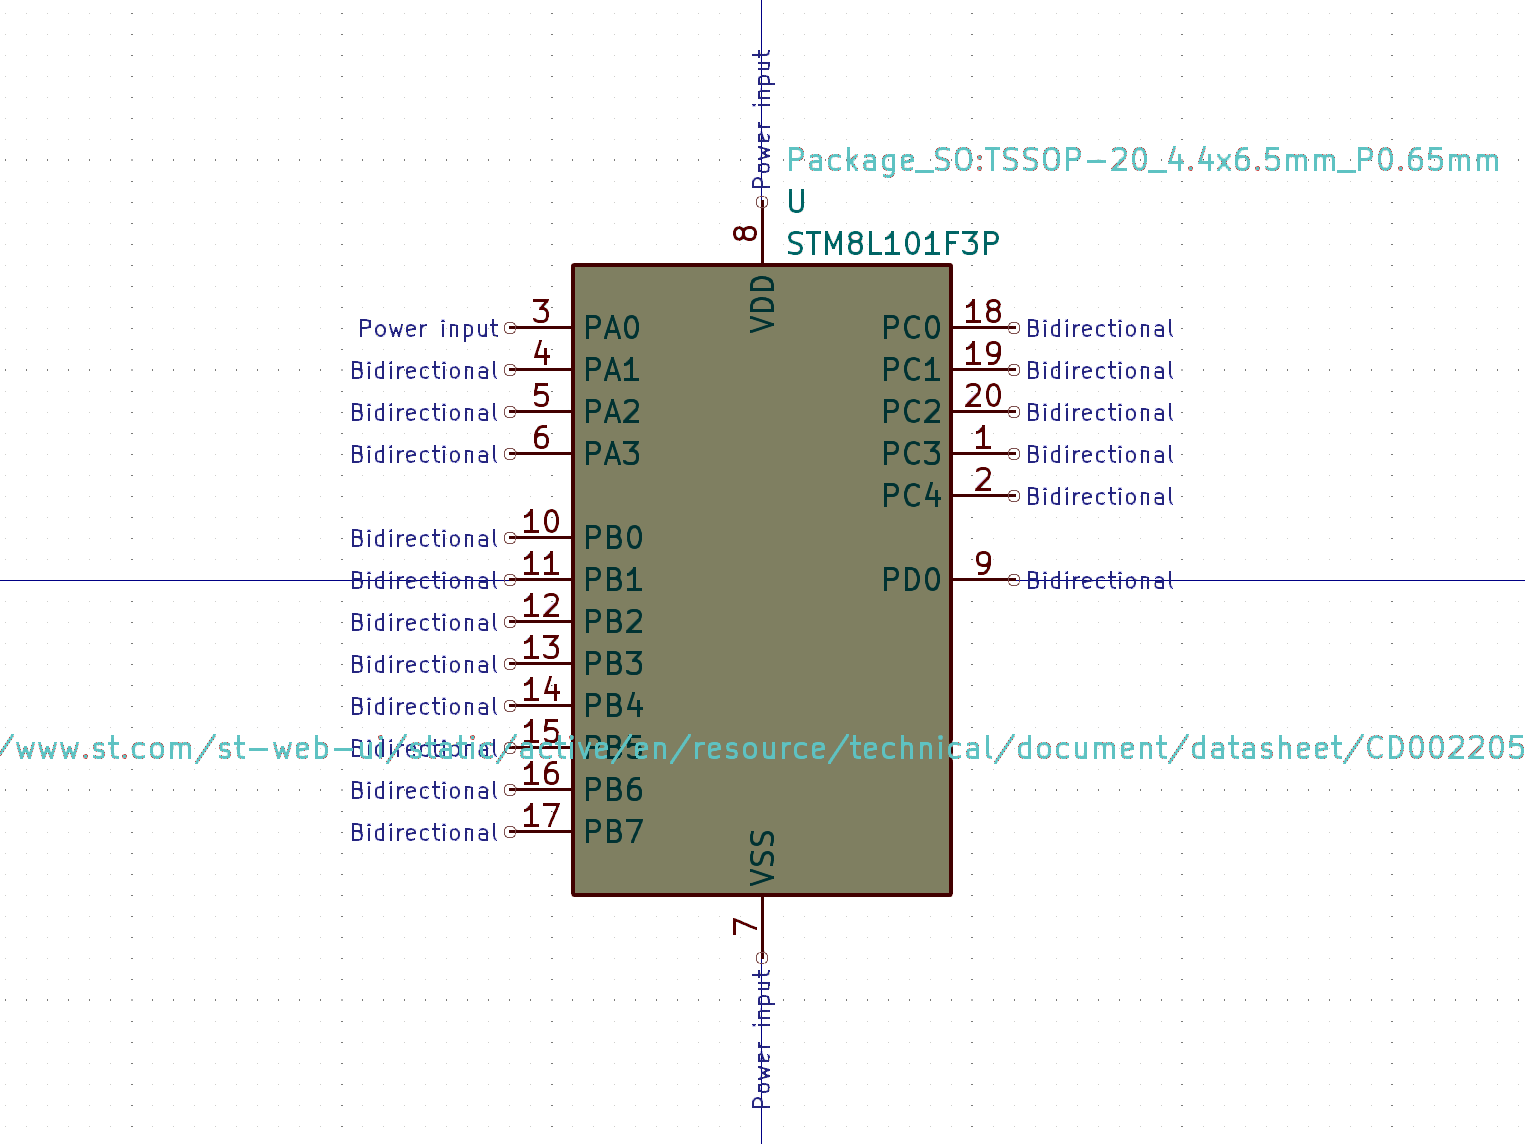 Power input
Package_SO:TSSOP-20_4.4x6.5mm_P0.65mm
U
8
STM8L101F3P
VDD
Power input 3 PA0 PC0 18 Bidirectional
Bidirectional 4 PA1 PC1 19 Bidirectional
Bidirectional 5 PA2 PC2 20 Bidirectional
Bidirectional 6 PA3 PC3 1 Bidirectional
PC4 2 Bidirectional
Bidirectional 10 PB0
Bidirectional 11 PB1 PD0 9 Bidirectional
Bidirectional 12 PB2
Bidirectional 13 PB3
Bidirectional 14 PB4
Bidirectional 15 PB5
/www.st.com/st-web-ui/static/active/en/resource/technical/document/datasheet/CD002205
Bidirectional 16 PB6
Bidirectional 17 PB7
VSS
7
Power input